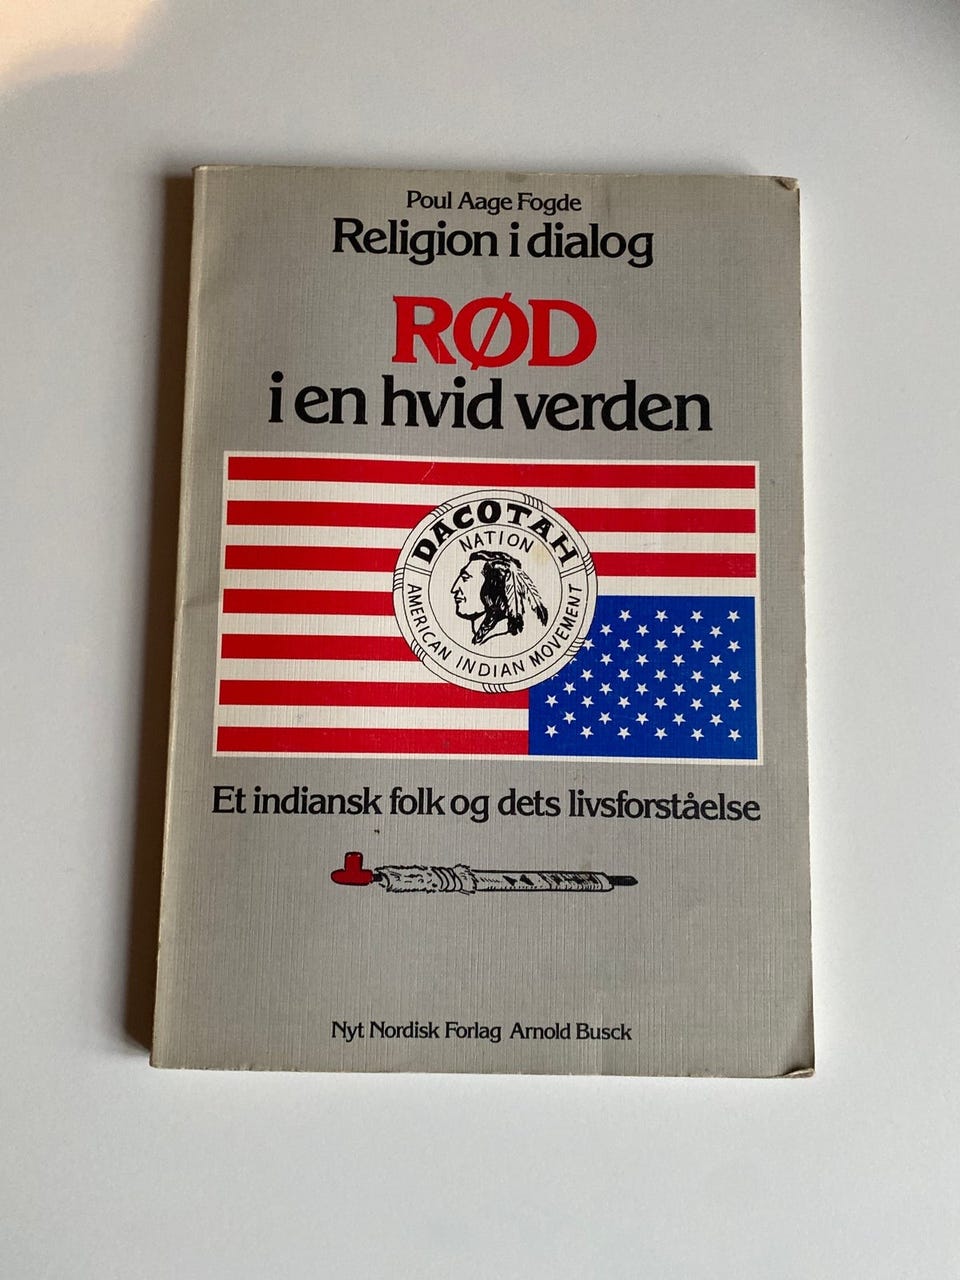 Poul Aage Fogde
Religion i dialog
RØD
i en hvid verden
DACOTAH
NATION
AMERICAN INDIAN MOVEMENT
Et indiansk folk og dets livsforståelse
Nyt Nordisk Forlag Arnold Busck